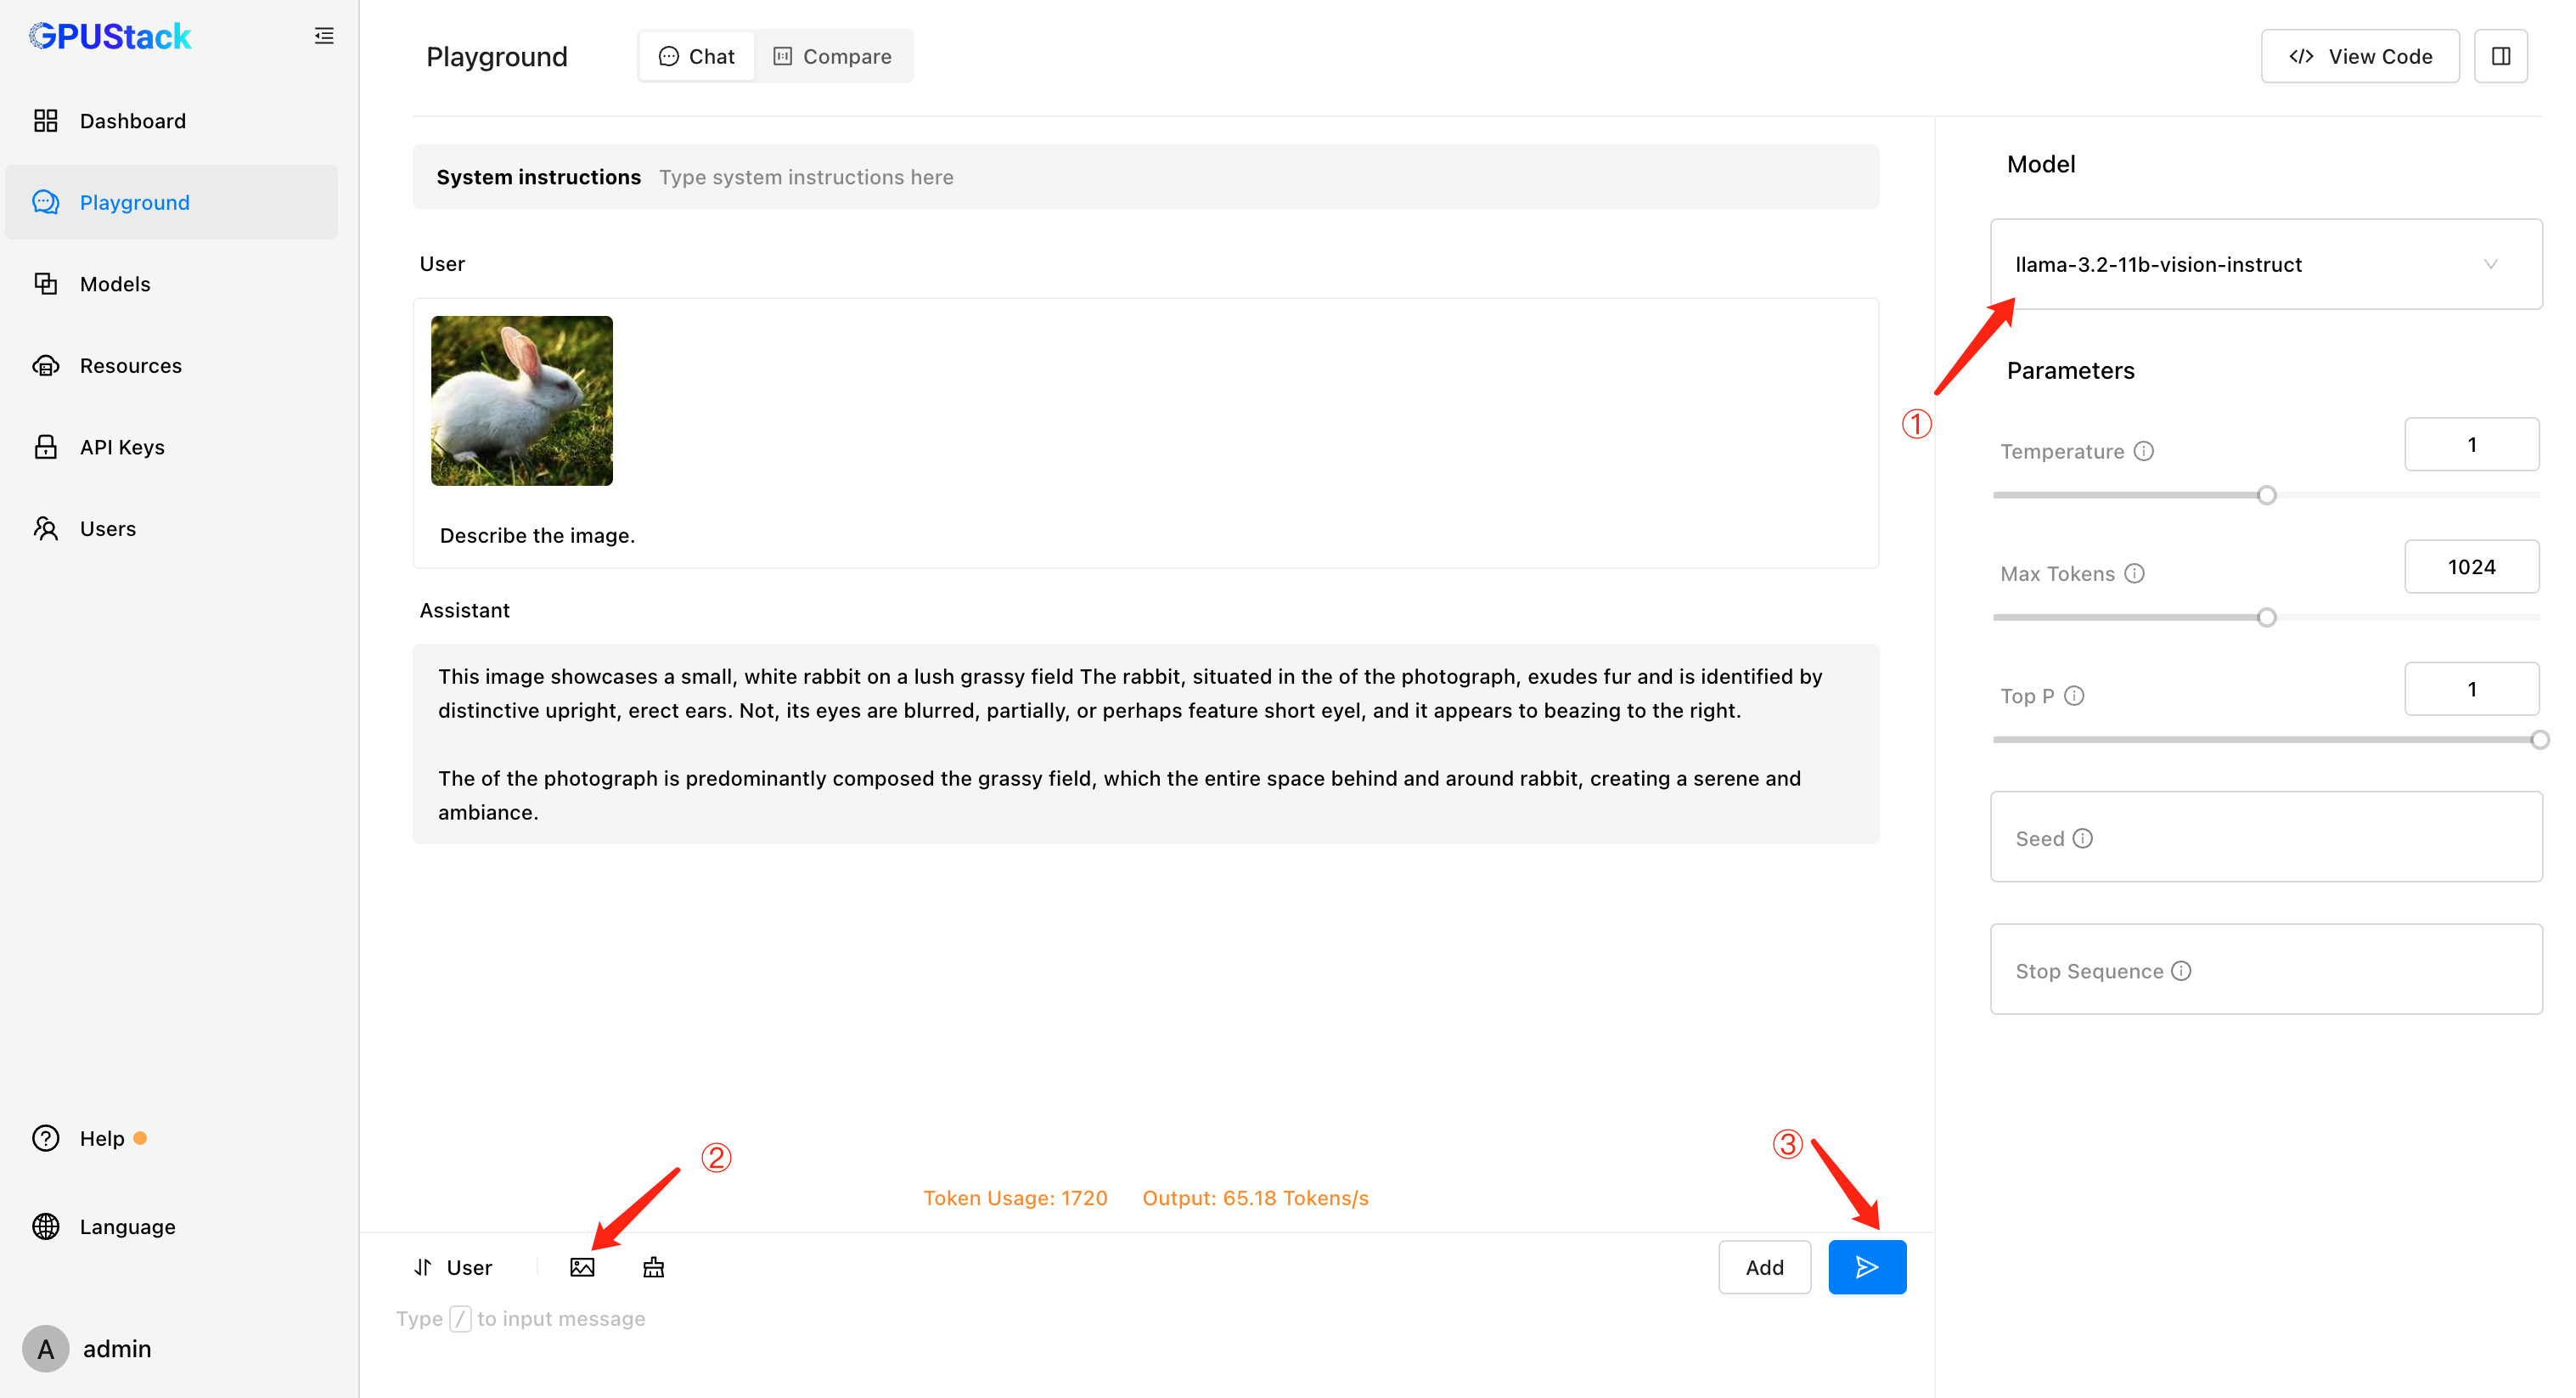 GPUStack
Dashboard
Playground
Models
Resources
API Keys
Users
Help
Language
A admin
Playground
Chat
Compare
View Code
System instructions Type system instructions here
User
Describe the image.
Assistant
This image showcases a small, white rabbit on a lush grassy field The rabbit, situated in the of the photograph, exudes fur and is identified by
distinctive upright, erect ears. Not, its eyes are blurred, partially, or perhaps feature short eyel, and it appears to beazing to the right.
The of the photograph is predominantly composed the grassy field, which the entire space behind and around rabbit, creating a serene and
ambiance.
②
③
Token Usage: 1720 Output: 65.18 Tokens/s
User
Add
Type / to input message
Model
llama-3.2-11b-vision-instruct
①
Parameters
Temperature 1
Max Tokens 1024
Top P 1
Seed
Stop Sequence